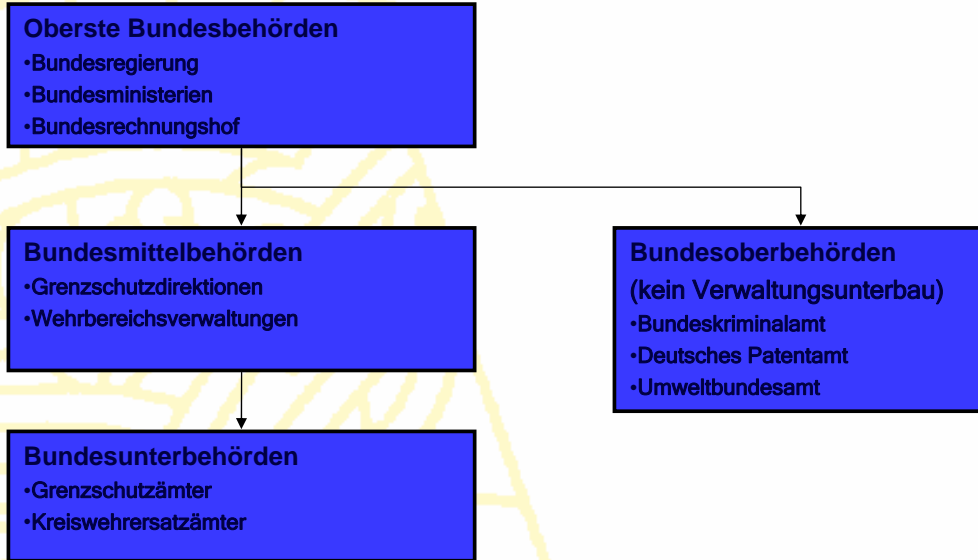 Oberste Bundesbehörden
•Bundesregierung
•Bundesministerien
•Bundesrechnungshof
Bundesmittelbehörden
•Grenzschutzdirektionen
•Wehrbereichsverwaltungen
Bundesoberbehörden
(kein Verwaltungsunterbau)
•Bundeskriminalamt
•Deutsches Patentamt
•Umweltbundesamt
Bundesunterbehörden
•Grenzschutzämter
•Kreiswehrersatzämter